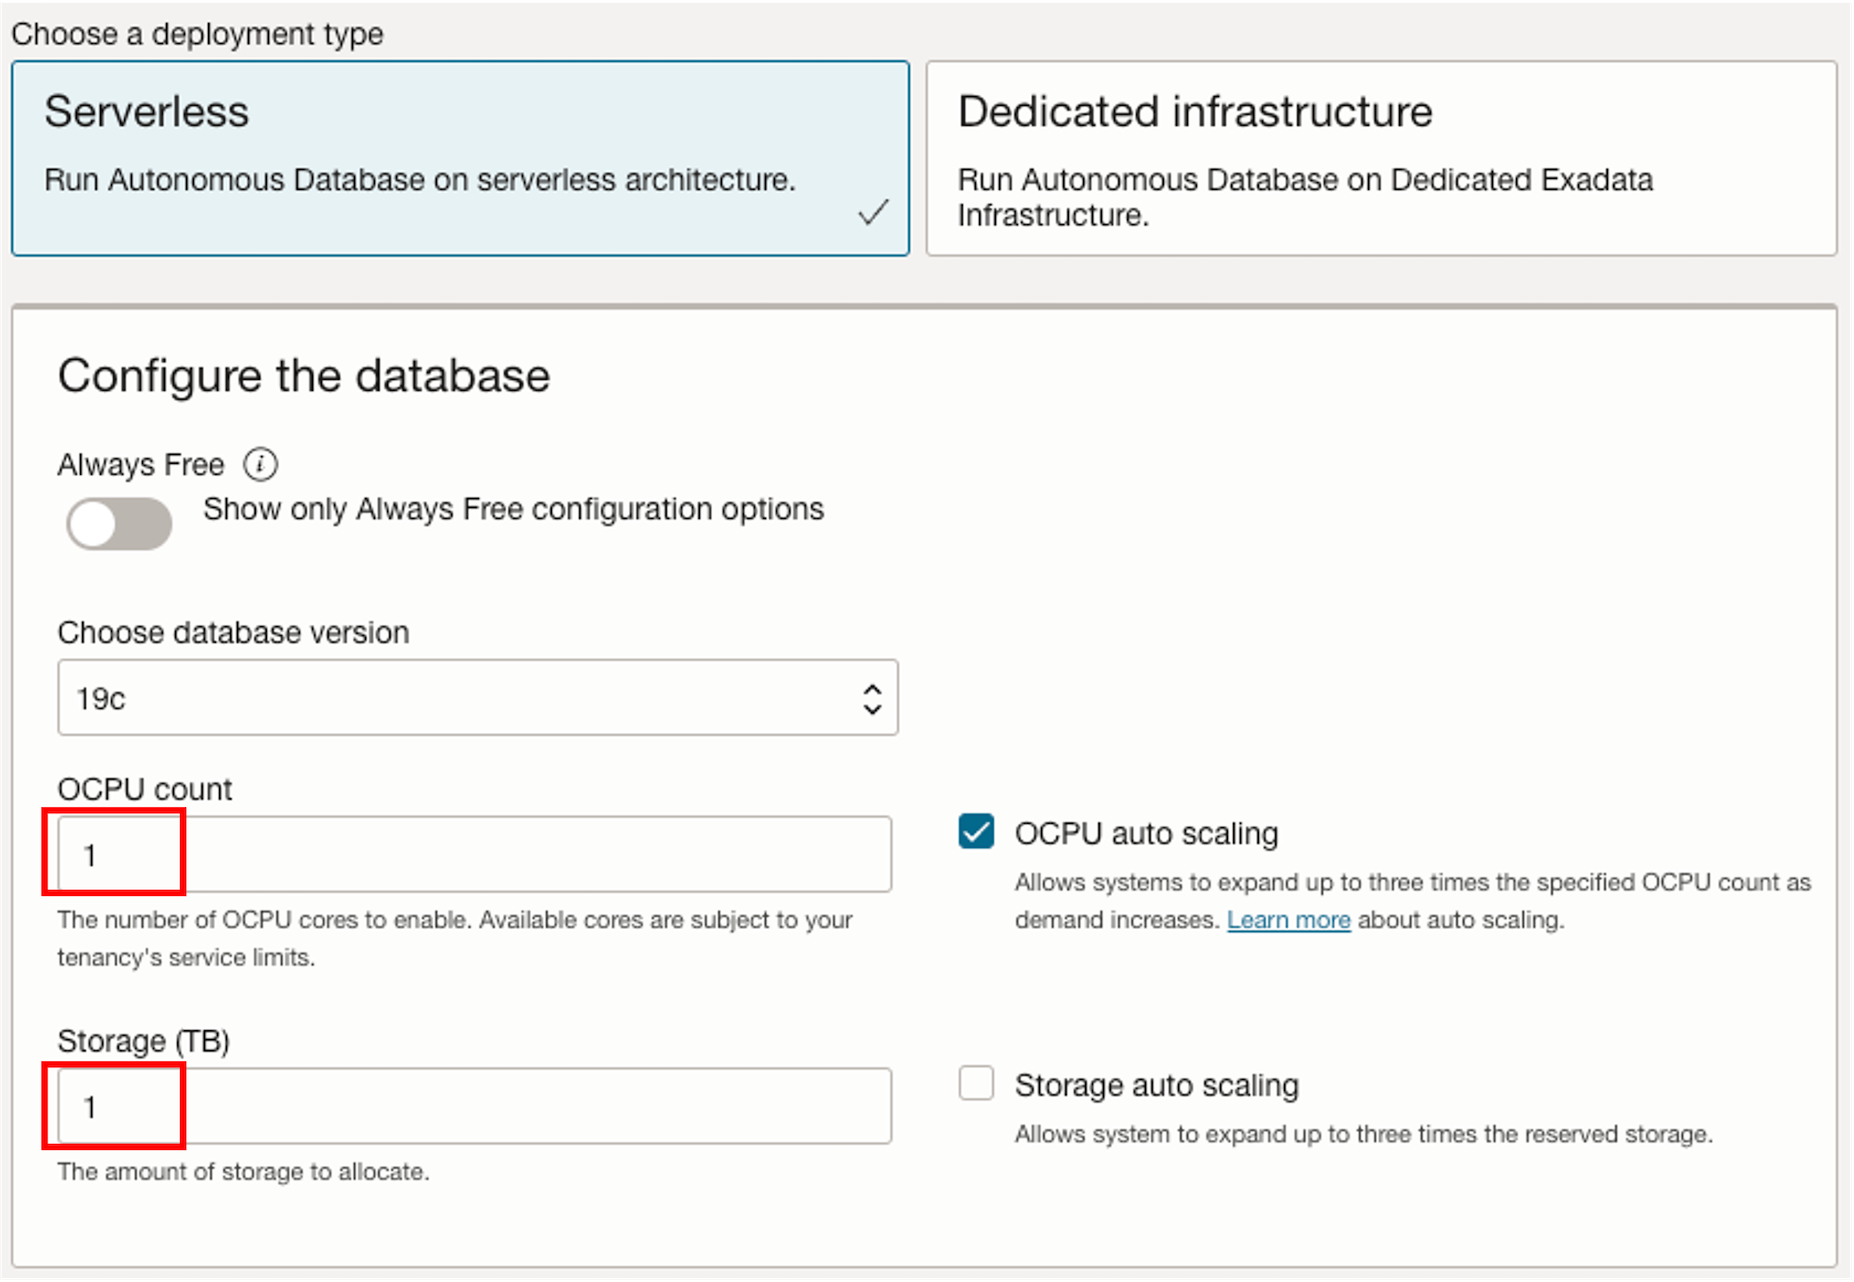 Choose a deployment type
Serverless
Run Autonomous Database on serverless architecture.
Dedicated infrastructure
Run Autonomous Database on Dedicated Exadata
Infrastructure.
Configure the database
Always Free i
Show only Always Free configuration options
Choose database version
19c
OCPU count
1
The number of OCPU cores to enable. Available cores are subject to your
tenancy's service limits.
OCPU auto scaling
Allows systems to expand up to three times the specified OCPU count as
demand increases. Learn more about auto scaling.
Storage (TB)
1
The amount of storage to allocate.
Storage auto scaling
Allows system to expand up to three times the reserved storage.